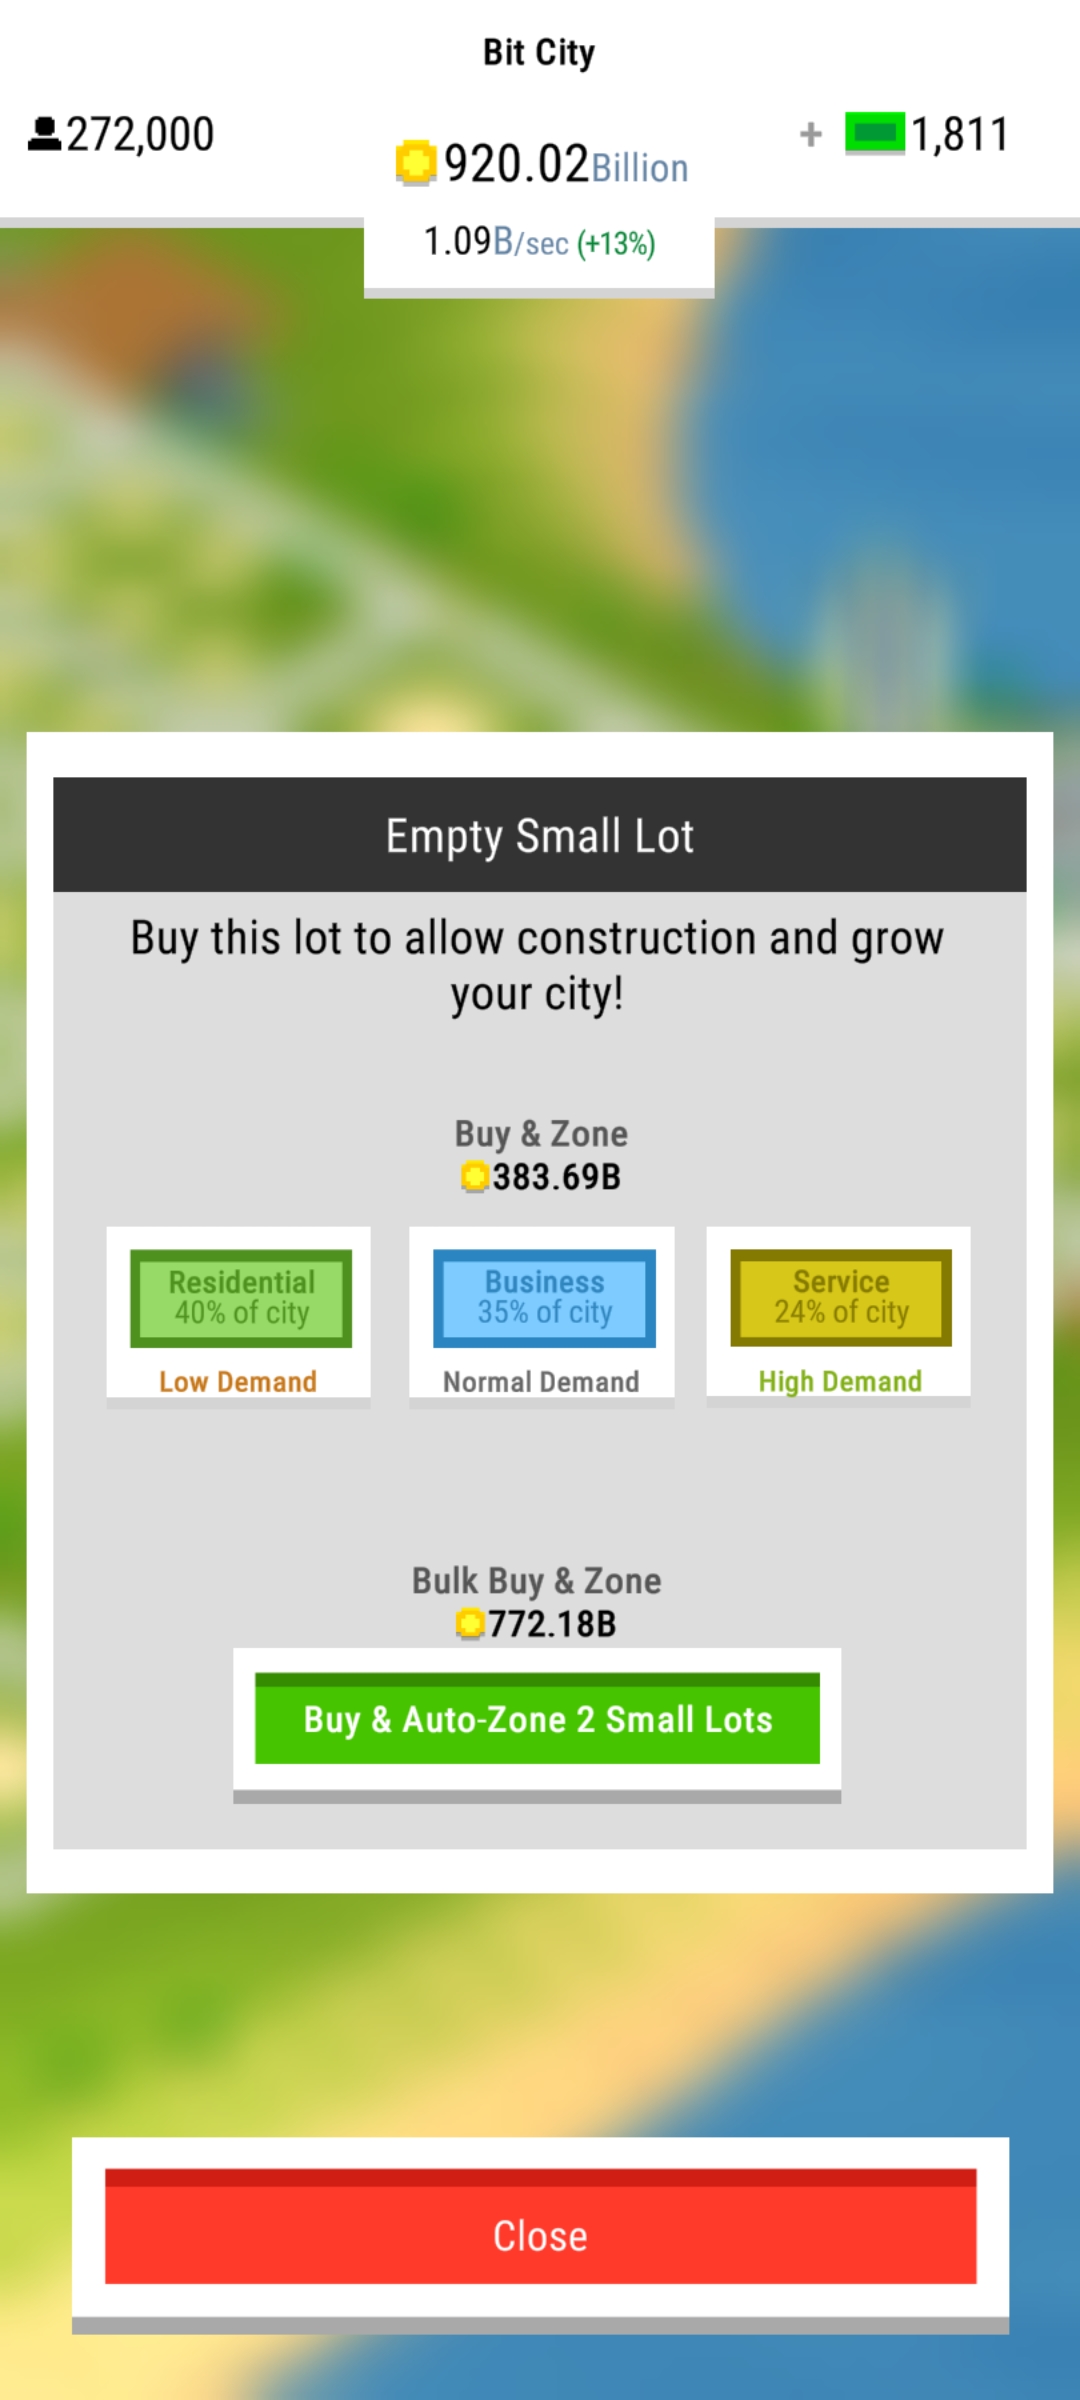 Bit City
272,000
920.02Billion
+ 1,811
1.09B/sec (+13%)
Empty Small Lot
Buy this lot to allow construction and grow
your city!
Buy & Zone
383.69B
Residential
40% of city
Low Demand
Business
35% of city
Normal Demand
Service
24% of city
High Demand
Bulk Buy & Zone
772.18B
Buy & Auto-Zone 2 Small Lots
Close